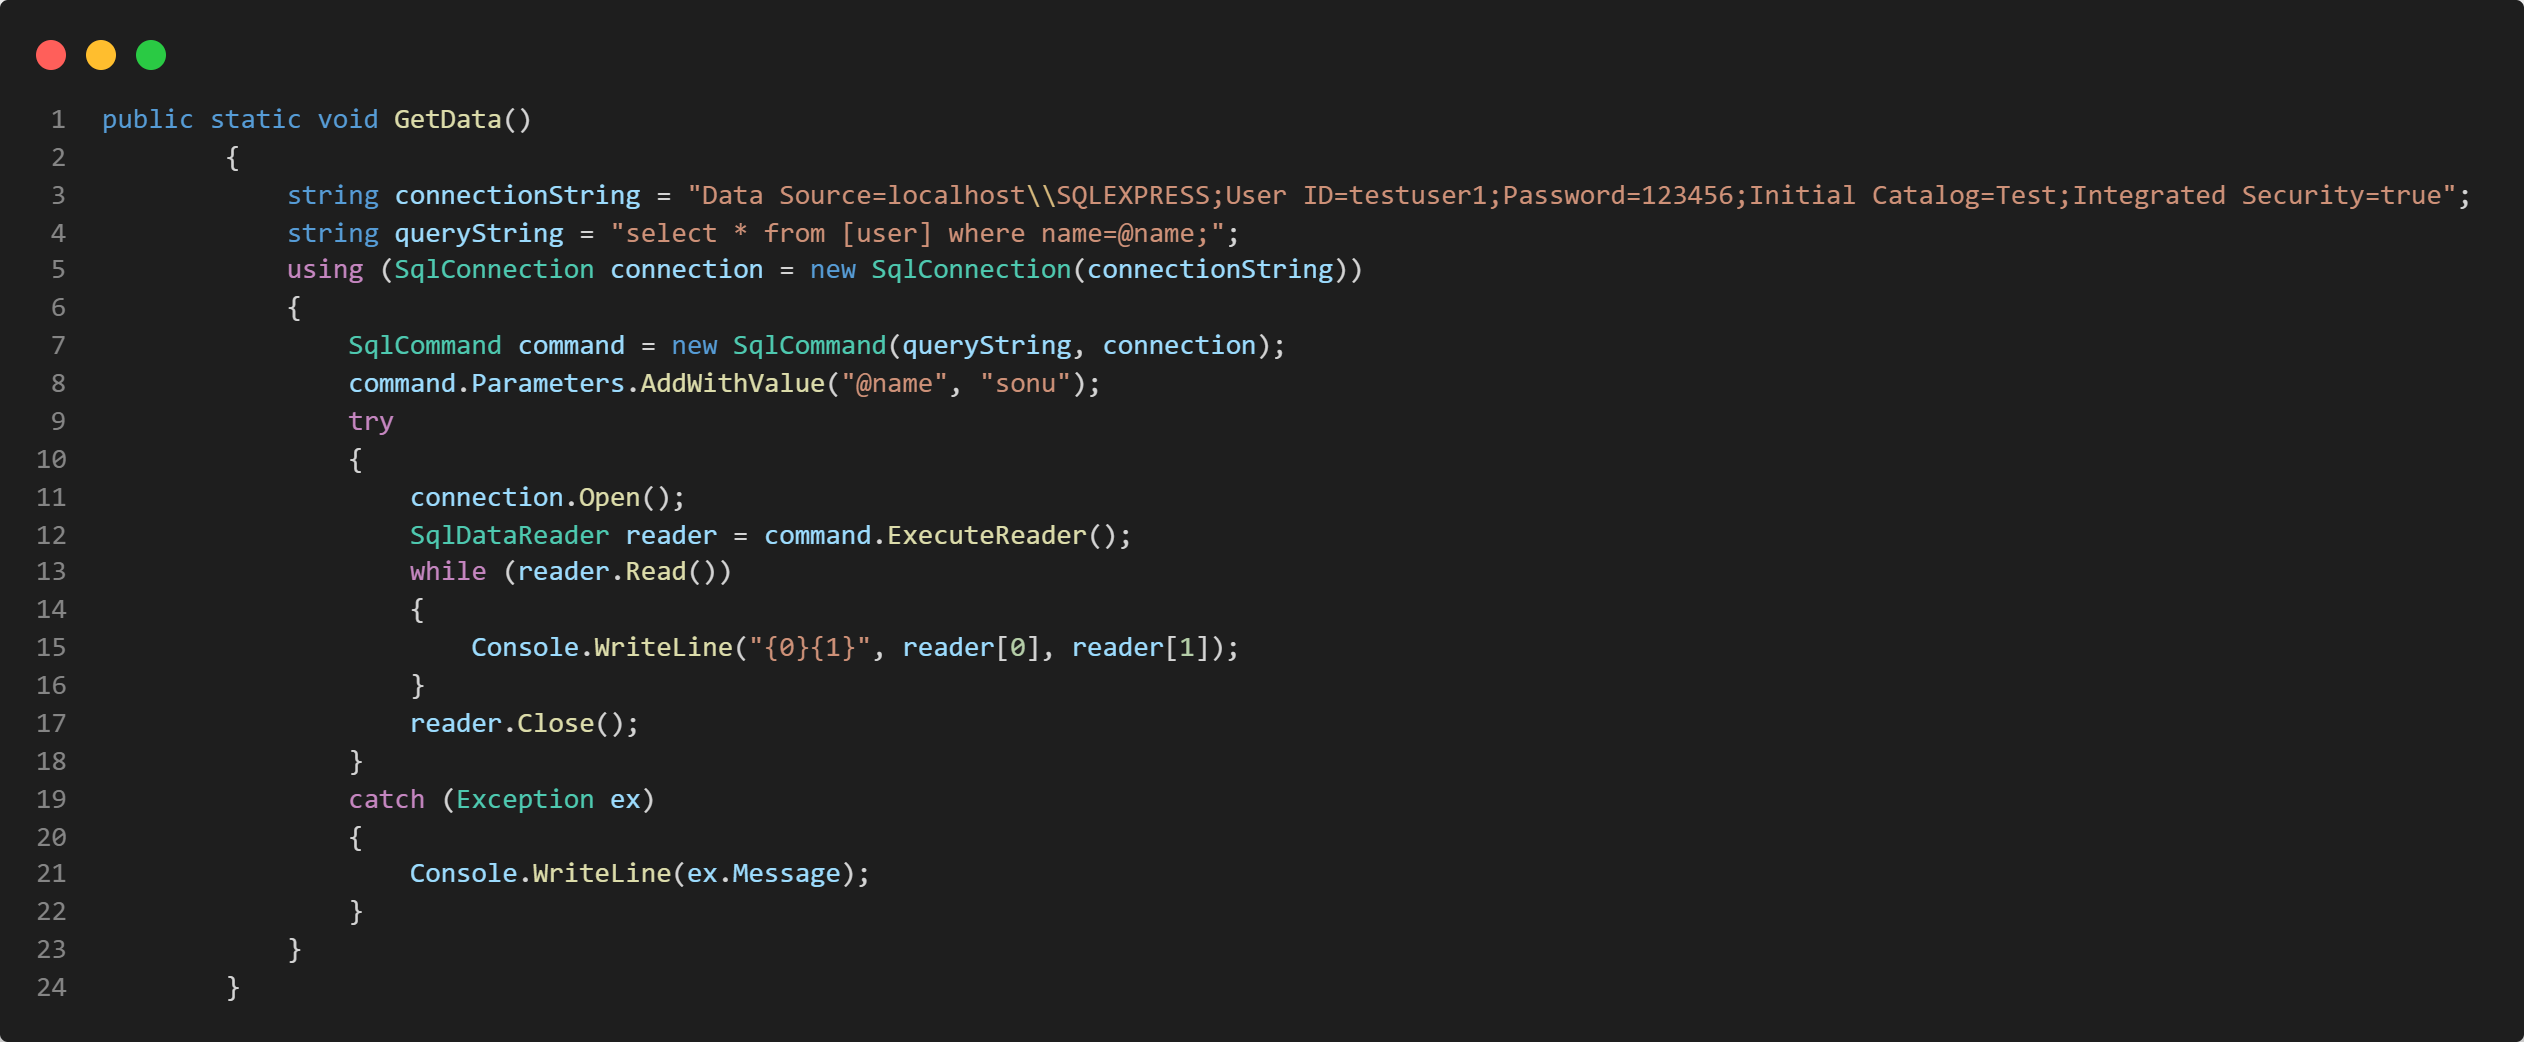 1 public static void GetData()
2         {
3             string connectionString = "Data Source=localhost\\SQLEXPRESS;User ID=testuser1;Password=123456;Initial Catalog=Test;Integrated Security=true";
4             string queryString = "select * from [user] where name=@name;";
5             using (SqlConnection connection = new SqlConnection(connectionString))
6             {
7                 SqlCommand command = new SqlCommand(queryString, connection);
8                 command.Parameters.AddWithValue("@name", "sonu");
9                 try
10                 {
11                     connection.Open();
12                     SqlDataReader reader = command.ExecuteReader();
13                     while (reader.Read())
14                     {
15                         Console.WriteLine("{0}{1}", reader[0], reader[1]);
16                     }
17                     reader.Close();
18                 }
19                 catch (Exception ex)
20                 {
21                     Console.WriteLine(ex.Message);
22                 }
23             }
24         }